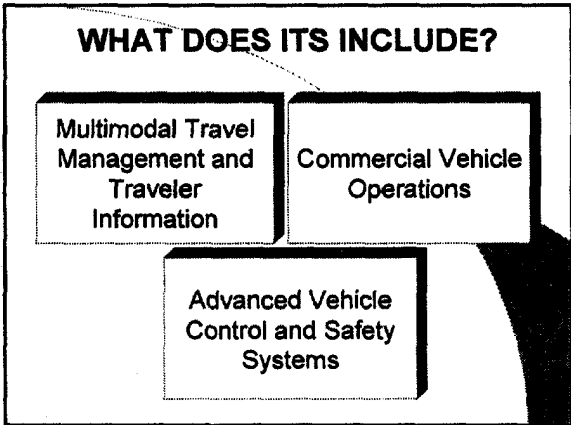 WHAT DOES ITS INCLUDE?
Multimodal Travel
Management and
Traveler
Information
Commercial Vehicle
Operations
Advanced Vehicle
Control and Safety
Systems